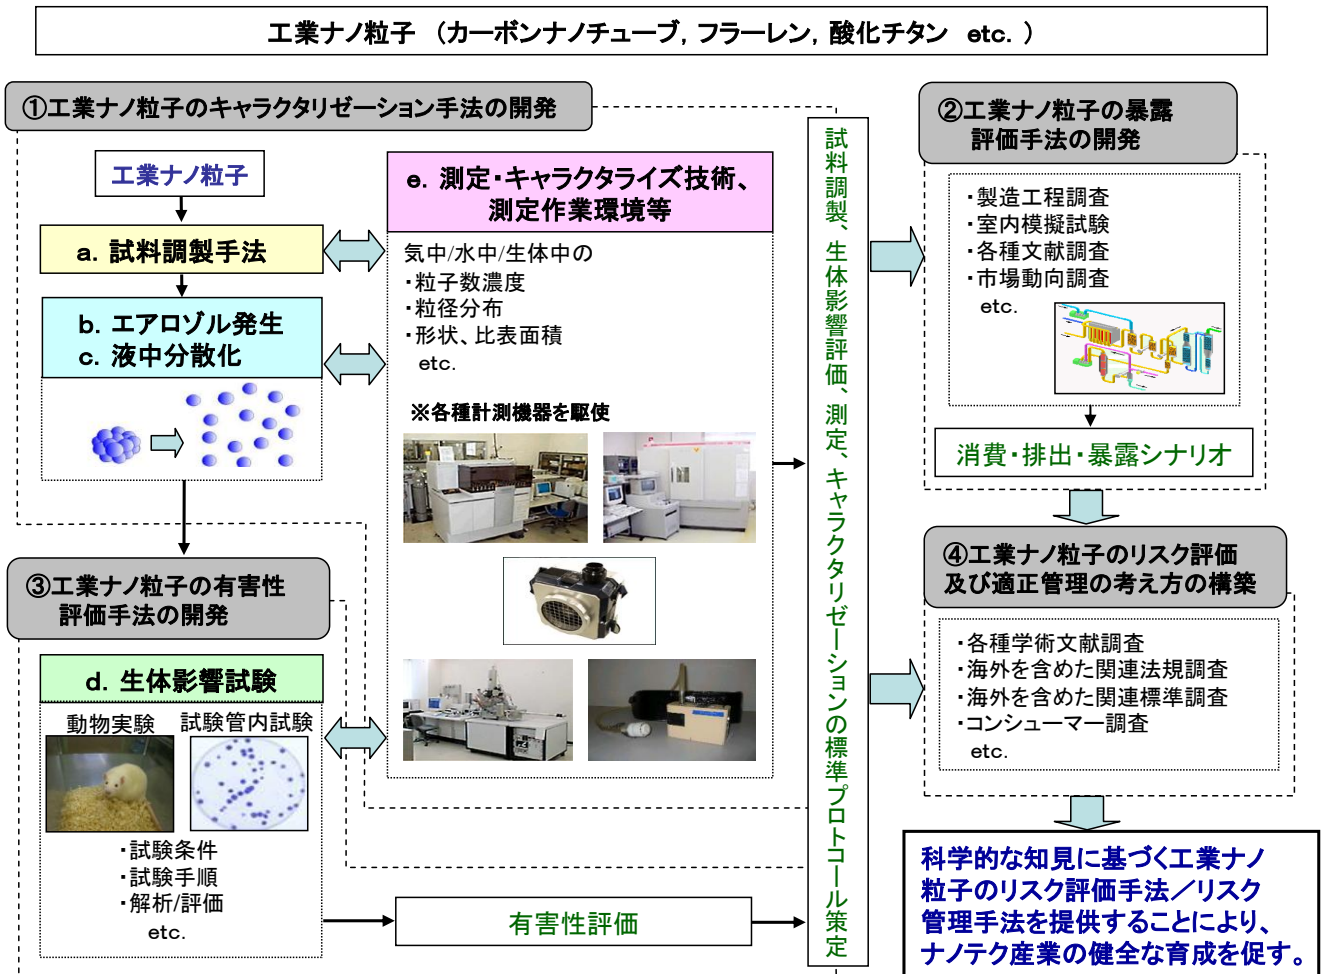 工業ナノ粒子 （カーボンナノチューブ, フラーレン, 酸化チタン etc. ）
①工業ナノ粒子のキャラクタリゼーション手法の開発
工業ナノ粒子
a. 試料調製手法
b. エアロゾル発生
c. 液中分散化
e. 測定・キャラクタライズ技術、
測定作業環境等
気中/水中/生体中の
・粒子数濃度
・粒径分布
・形状、比表面積
etc.
※各種計測機器を駆使
③工業ナノ粒子の有害性
評価手法の開発
d. 生体影響試験
動物実験
試験管内試験
・試験条件
・試験手順
・解析/評価
etc.
有害性評価
試料調製、生体影響評価、測定、キャラクタリゼーションの標準プロトコール策定
②工業ナノ粒子の暴露
評価手法の開発
・製造工程調査
・室内模擬試験
・各種文献調査
・市場動向調査
etc.
消費・排出・暴露シナリオ
④工業ナノ粒子のリスク評価
及び適正管理の考え方の構築
・各種学術文献調査
・海外を含めた関連法規調査
・海外を含めた関連標準調査
・コンシューマー調査
etc.
科学的な知見に基づく工業ナノ
粒子のリスク評価手法／リスク
管理手法を提供することにより、
ナノテク産業の健全な育成を促す。